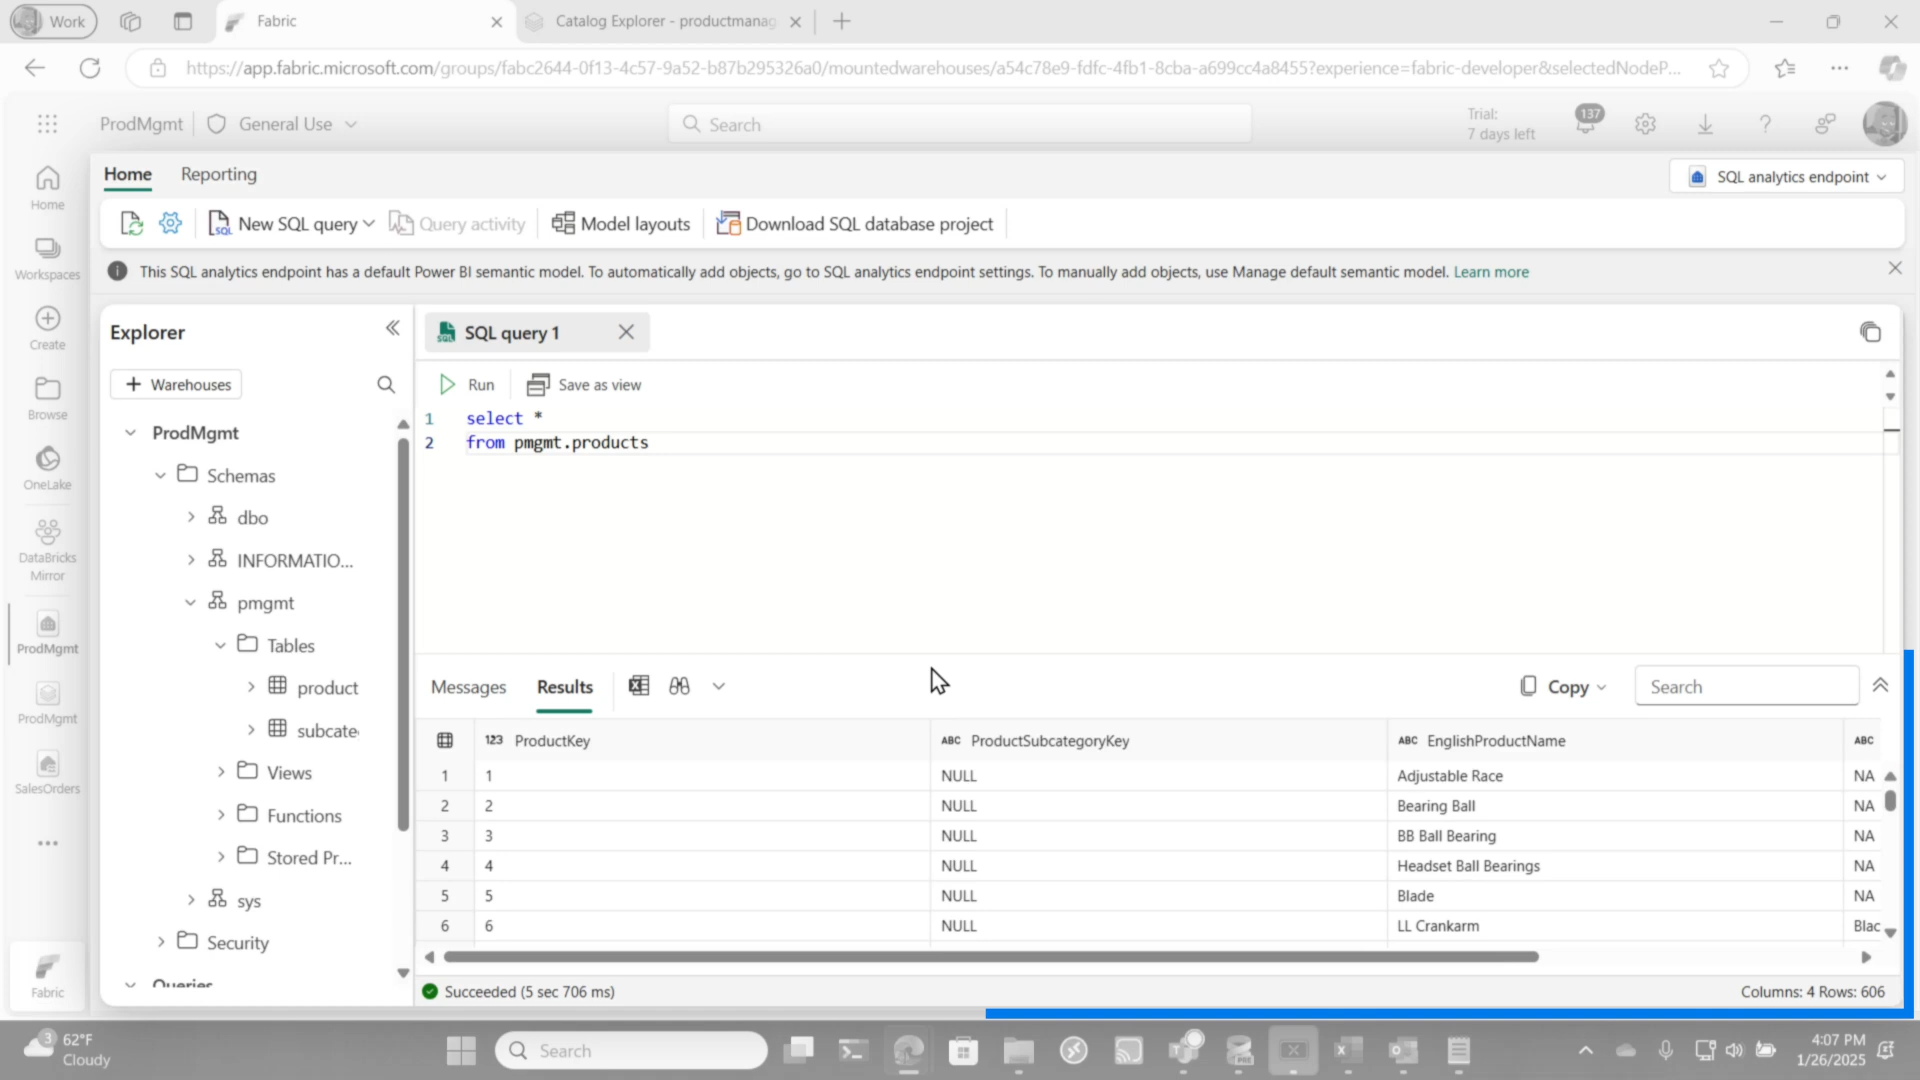 Work
Fabric
Catalog Explorer - productmanag
https://app.fabric.microsoft.com/groups/fabc2644-0f13-4c57-9a52-b87b295326a0/mountedwarehouses/a54c78e9-fdfc-4fb1-8cba-a699cc4a8455?experience=fabric-developer&selectedNodeP...
ProdMgmt
General Use
Search
Trial:
7 days left
137
Home
Reporting
SQL analytics endpoint
New SQL query
Query activity
Model layouts
Download SQL database project
This SQL analytics endpoint has a default Power BI semantic model. To automatically add objects, go to SQL analytics endpoint settings. To manually add objects, use Manage default semantic model. Learn more
Home
Workspaces
Create
Browse
OneLake
DataBricks
Mirror
ProdMgmt
ProdMgmt
SalesOrders
Fabric
Explorer
+ Warehouses
ProdMgmt
Schemas
dbo
INFORMATIO...
pmgmt
Tables
product
subcate
Views
Functions
Stored Pr...
sys
Security
Queries
SQL query 1
Run
Save as view
1 select *
2 from pmgmt.products
Messages
Results
Copy
Search
123 ProductKey ABC ProductSubcategoryKey ABC EnglishProductName ABC
1 1 NULL Adjustable Race NA
2 2 NULL Bearing Ball NA
3 3 NULL BB Ball Bearing NA
4 4 NULL Headset Ball Bearings NA
5 5 NULL Blade NA
6 6 NULL LL Crankarm Blac
Succeeded (5 sec 706 ms)
Columns: 4 Rows: 606
3
62°F
Cloudy
Search
4:07 PM
1/26/2025